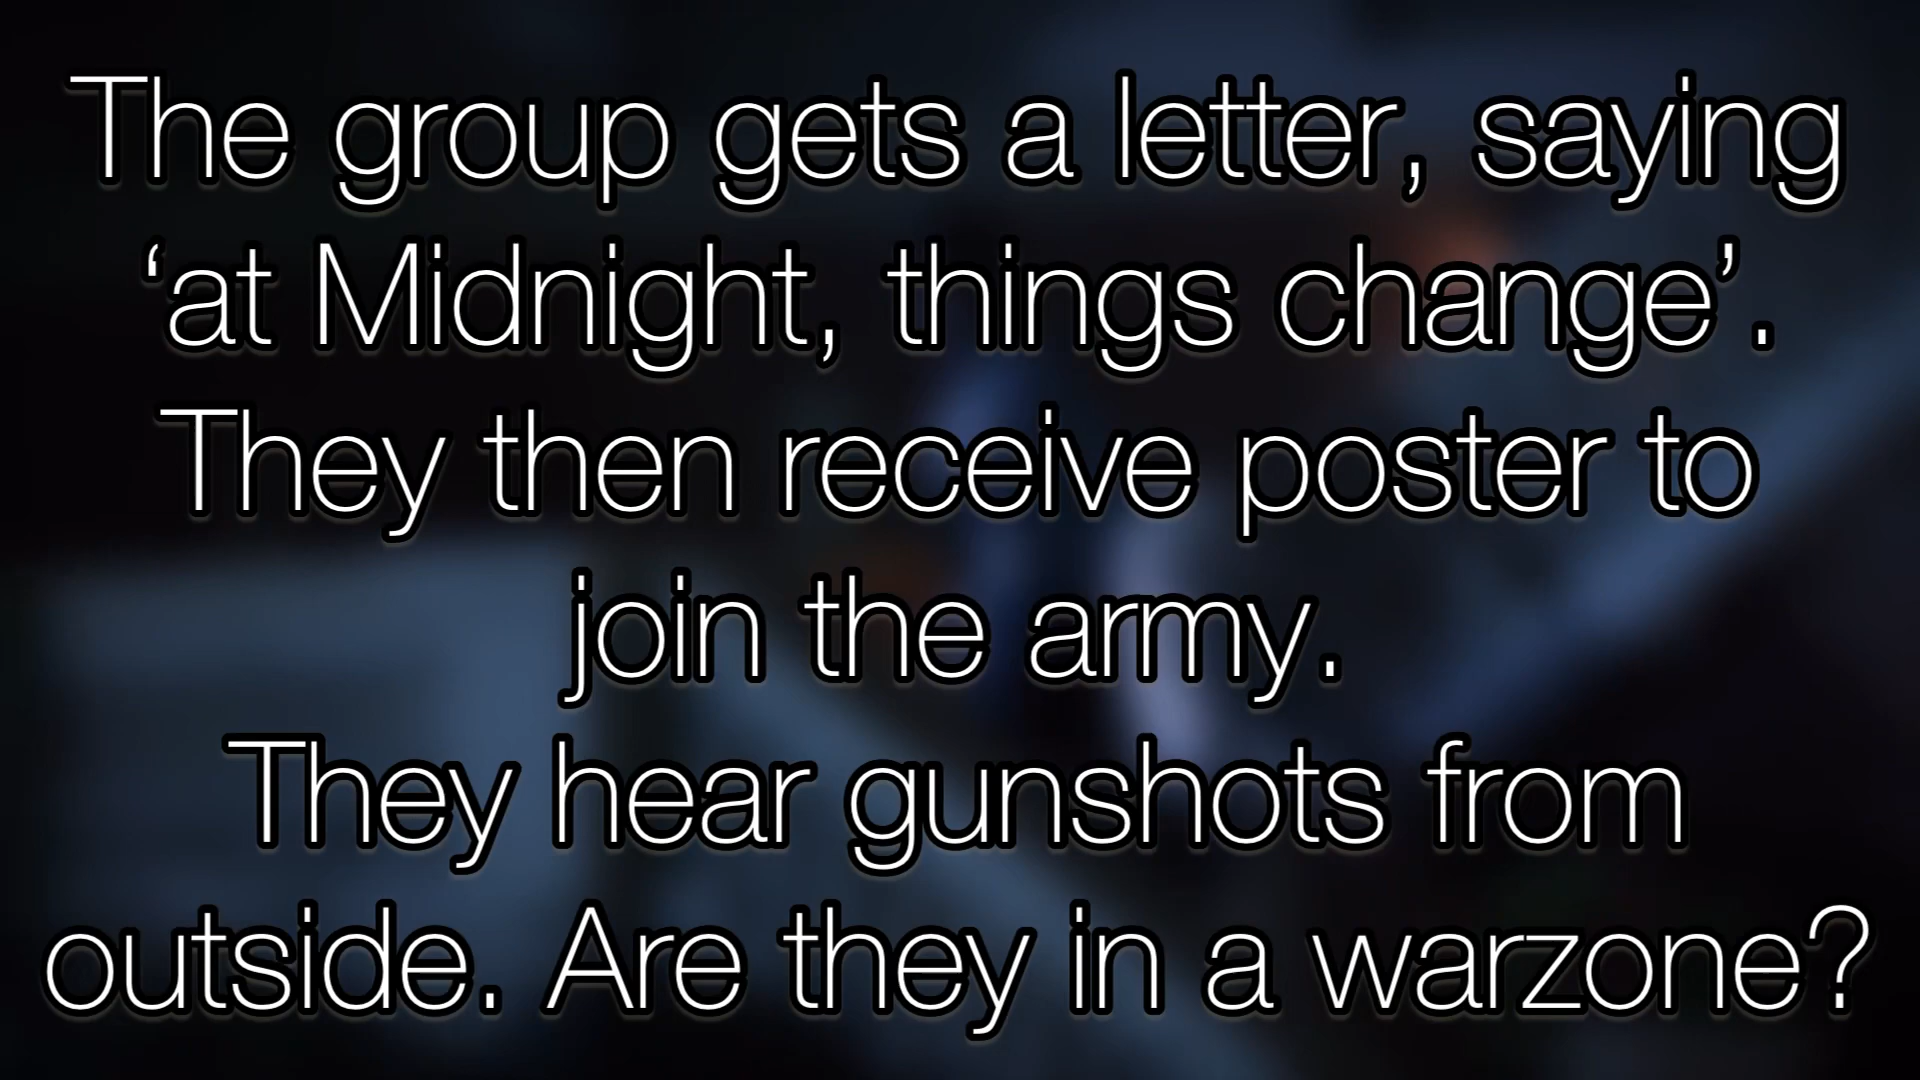 The group gets a letter, saying
‘at Midnight, things change’.
They then receive poster to
join the army.
They hear gunshots from
outside. Are they in a warzone?